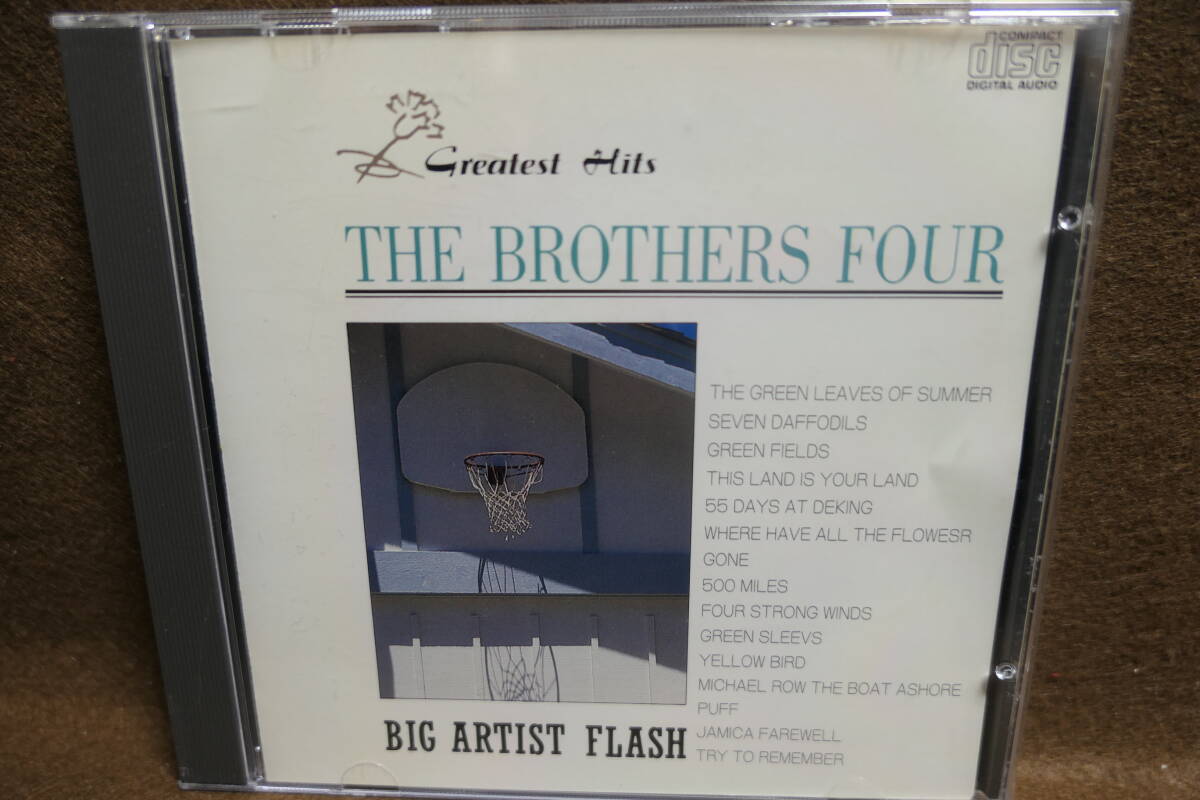 COMPACT
disc
DIGITAL AUDIO
Greatest Hits
THE BROTHERS FOUR
THE GREEN LEAVES OF SUMMER
SEVEN DAFFODILS
GREEN FIELDS
THIS LAND IS YOUR LAND
55 DAYS AT DEKING
WHERE HAVE ALL THE FLOWESR
GONE
500 MILES
FOUR STRONG WINDS
GREEN SLEEVS
YELLOW BIRD
MICHAEL ROW THE BOAT ASHORE
PUFF
JAMICA FAREWELL
TRY TO REMEMBER
BIG ARTIST FLASH